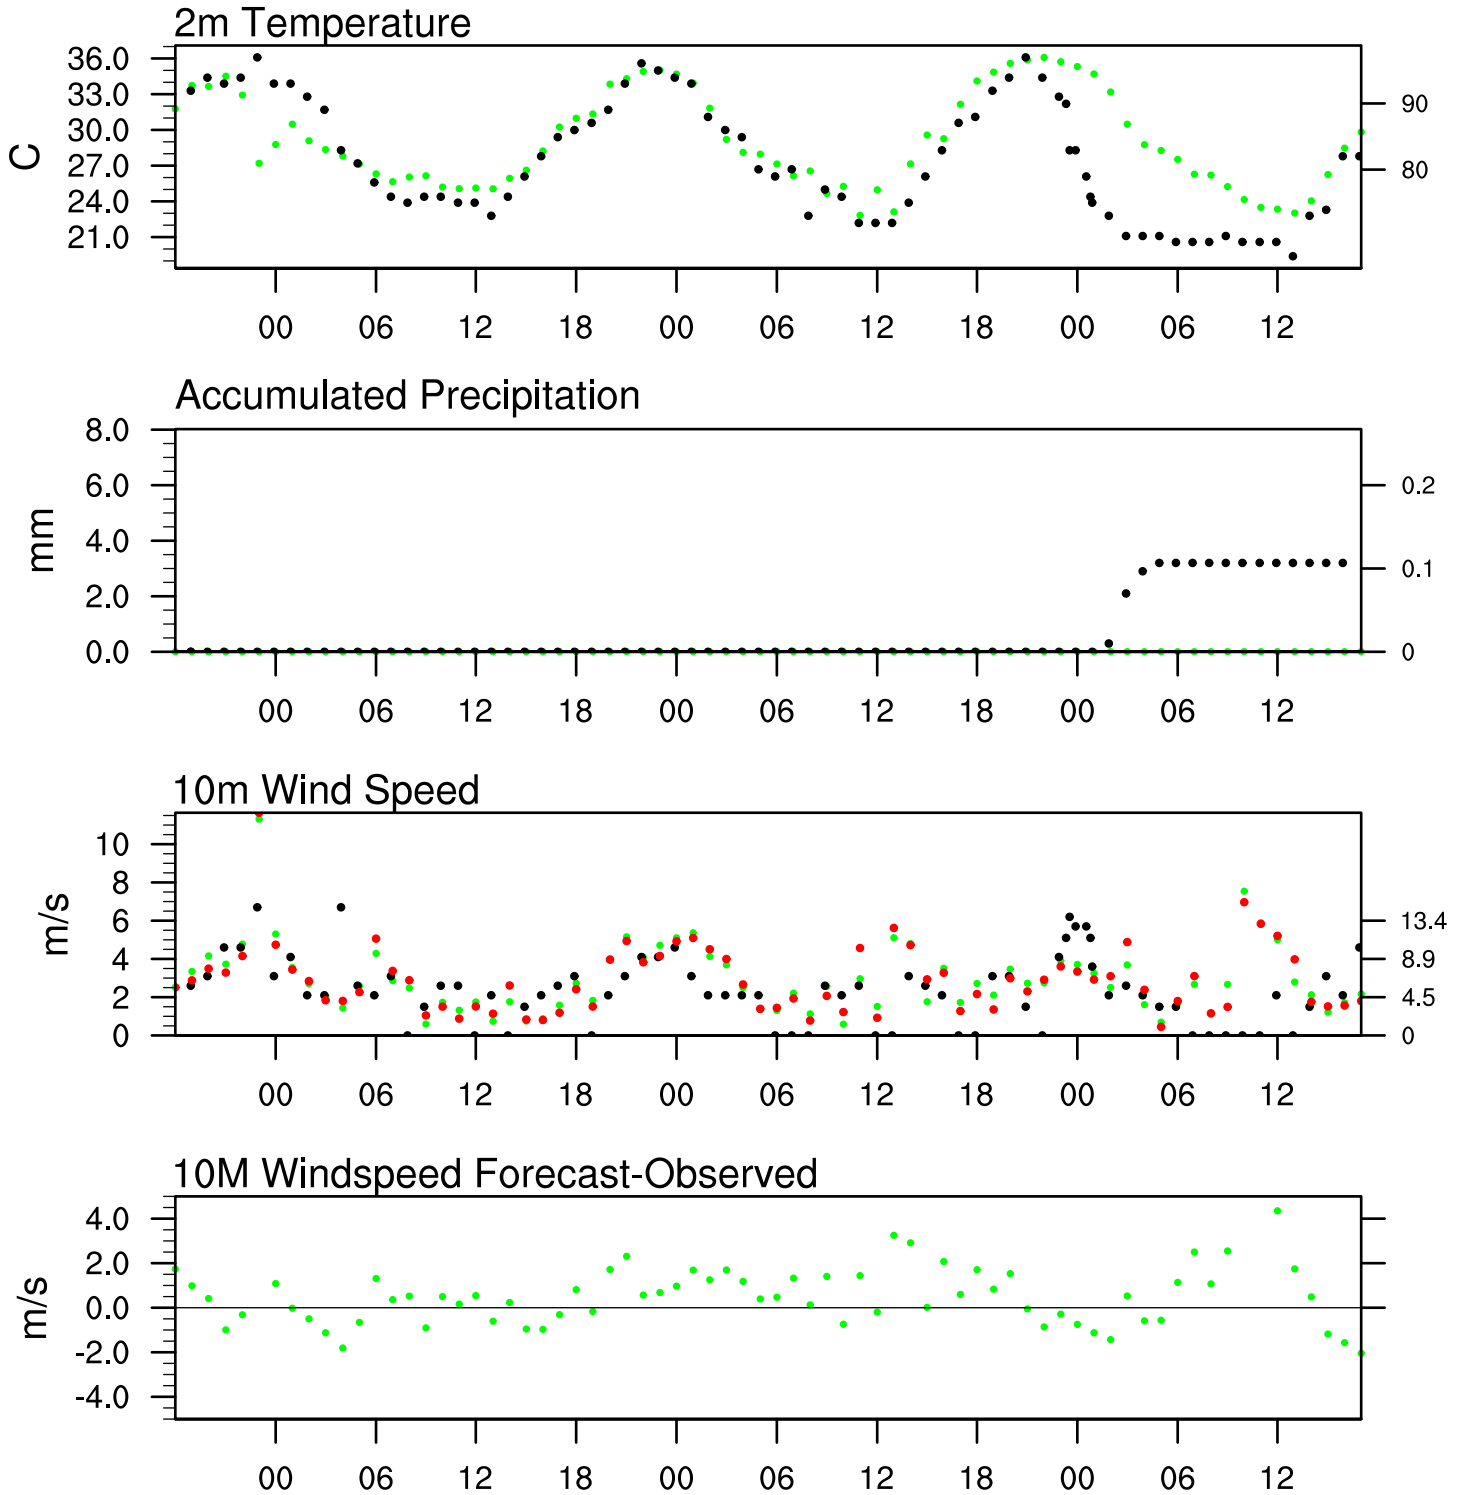 2m Temperature
36.0
33.0
90
30.0
C
27.0
80
24.0
21.0
00 06 12 18 00 06 12 18 00 06 12
Accumulated Precipitation
8.0
6.0
0.2
mm
4.0
0.1
2.0
0.0
0
00 06 12 18 00 06 12 18 00 06 12
10m Wind Speed
10
8
m/s
6
13.4
4
8.9
2
4.5
0
0
00 06 12 18 00 06 12 18 00 06 12
10M Windspeed Forecast-Observed
4.0
2.0
m/s
0.0
-2.0
-4.0
00 06 12 18 00 06 12 18 00 06 12